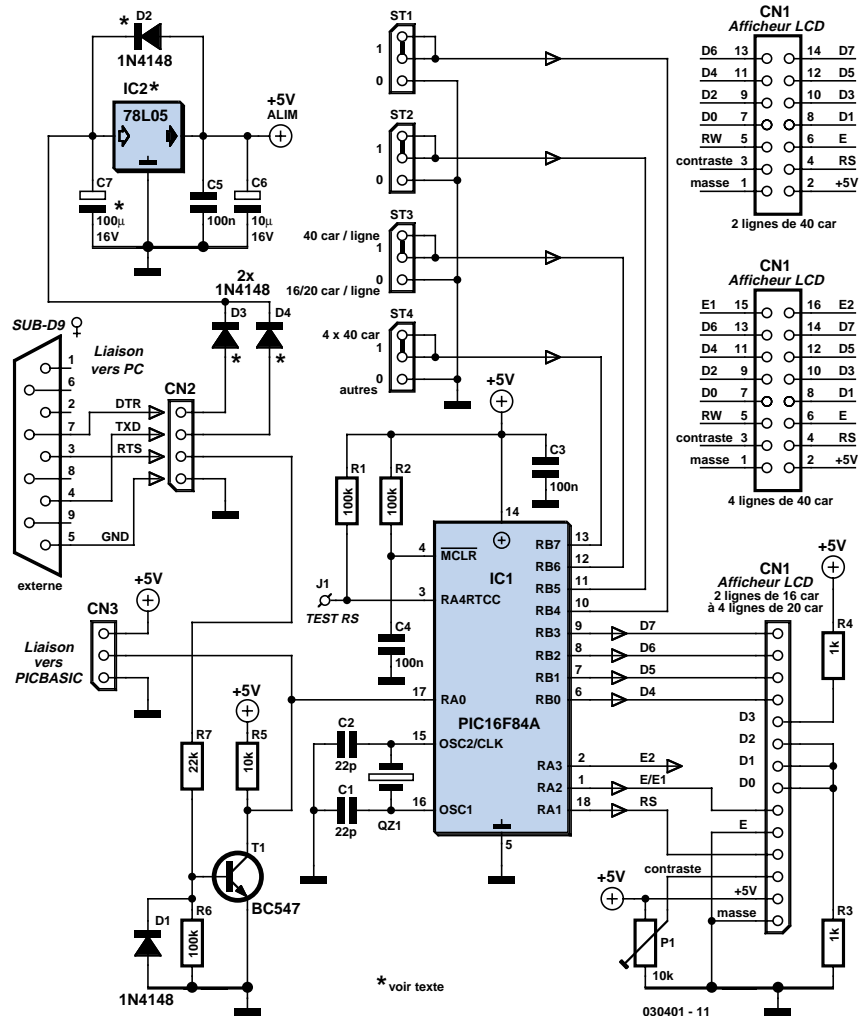 * D2
1N4148
IC2*
78L05
+5V
ALIM
C7
*
100µ
16V
C5
100n
C6
10µ
16V
2x
1N4148
D3
D4
*
*
SUB-D9 ♀
Liaison
vers PC
1
6
2
7
3
8
4
9
5
DTR
TXD
RTS
GND
CN2
externe
CN3
+5V
Liaison
vers
PICBASIC
R7
22k
+5V
R5
10k
T1
BC547
D1
1N4148
R6
100k
* voir texte
ST1
1
0
ST2
1
0
ST3
40 car / ligne
1
0
16/20 car / ligne
ST4
4 x 40 car
1
0
autres
+5V
R1
100k
R2
100k
C3
100n
J1
TEST RS
C4
100n
C2
22p
C1
22p
QZ1
IC1
PIC16F84A
14
4 MCLR
3 RA4RTCC
17 RA0
15 OSC2/CLK
16 OSC1
5
RB7 13
RB6 12
RB5 11
RB4 10
RB3 9 D7
RB2 8 D6
RB1 7 D5
RB0 6 D4
RA3 2 E2
RA2 1 E/E1
RA1 18 RS
CN1
Afficheur LCD
D6 13 14 D7
D4 11 12 D5
D2 9 10 D3
D0 7 8 D1
RW 5 6 E
contraste 3 4 RS
masse 1 2 +5V
2 lignes de 40 car
CN1
Afficheur LCD
E1 15 16 E2
D6 13 14 D7
D4 11 12 D5
D2 9 10 D3
D0 7 8 D1
RW 5 6 E
contraste 3 4 RS
masse 1 2 +5V
4 lignes de 40 car
CN1
Afficheur LCD
2 lignes de 16 car
à 4 lignes de 20 car
+5V
R4
1k
D3
D2
D1
D0
E
contraste
+5V
masse
+5V
P1
10k
R3
1k
030401 - 11